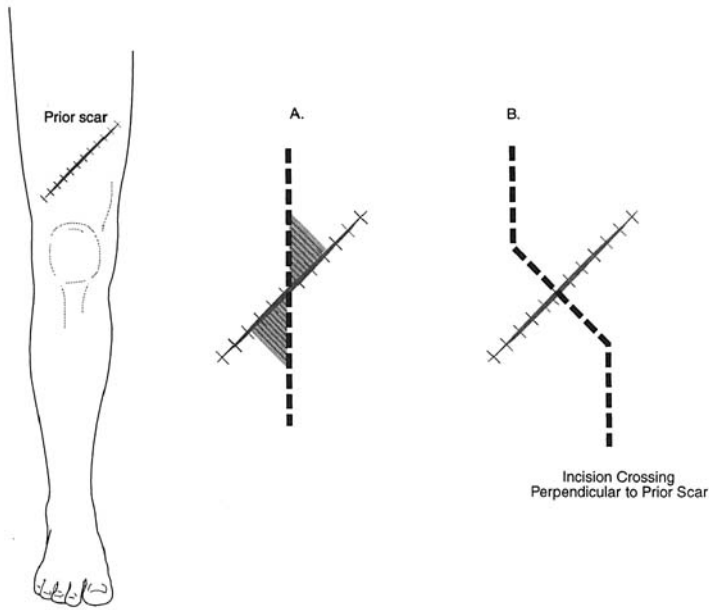 Prior scar
A.
B.
Incision Crossing
Perpendicular to Prior Scar